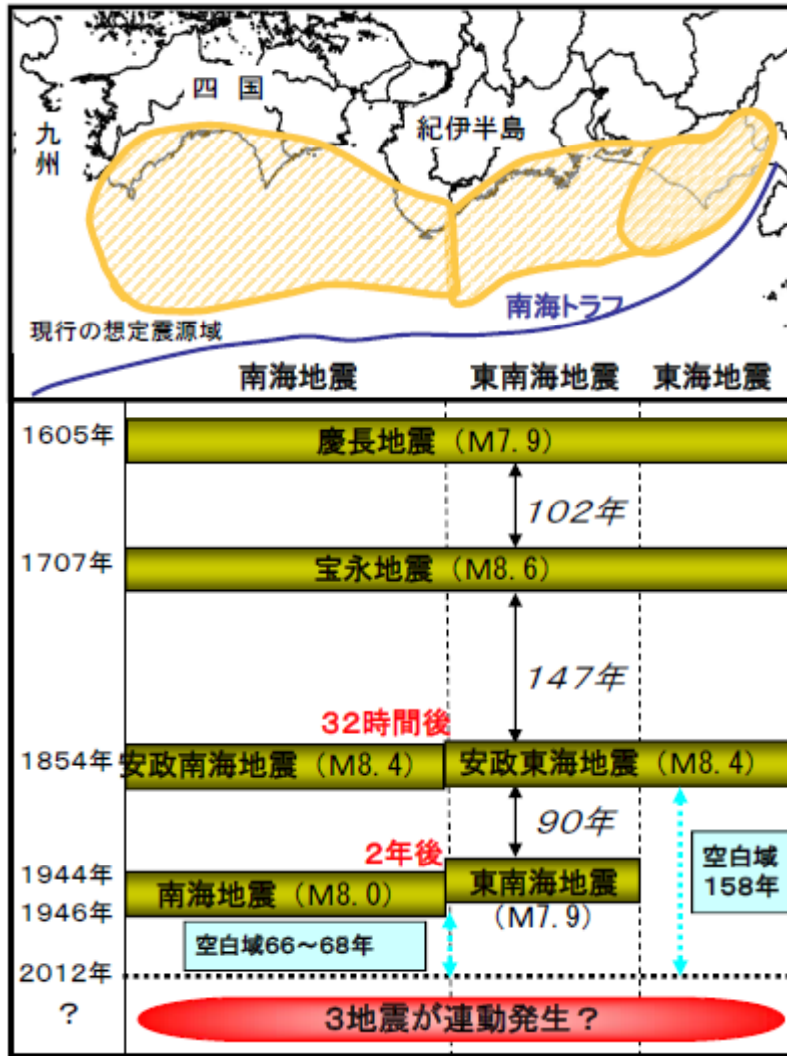 四 国
九
州
紀伊半島
南海トラフ
現行の想定震源域
南海地震
東南海地震
東海地震
1605年
慶長地震（M7.9）
102年
1707年
宝永地震（M8.6）
147年
32時間後
1854年
安政南海地震（M8.4）
安政東海地震（M8.4）
90年
2年後
空白域
158年
1944年
南海地震（M8.0）
東南海地震
（M7.9）
1946年
空白域66～68年
2012年
？
3地震が連動発生？